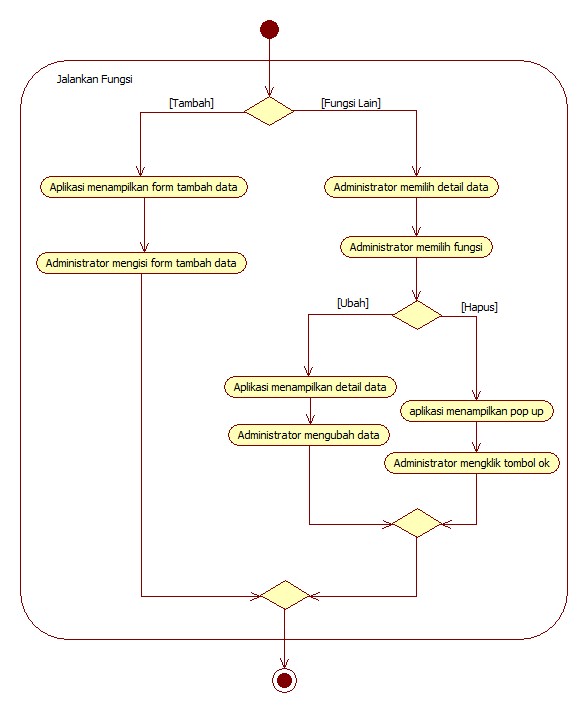 Jalankan Fungsi
[Tambah]
[Fungsi Lain]
Aplikasi menampilkan form tambah data
Administrator memilih detail data
Administrator mengisi form tambah data
Administrator memilih fungsi
[Ubah]
[Hapus]
Aplikasi menampilkan detail data
aplikasi menampilkan pop up
Administrator mengubah data
Administrator mengklik tombol ok